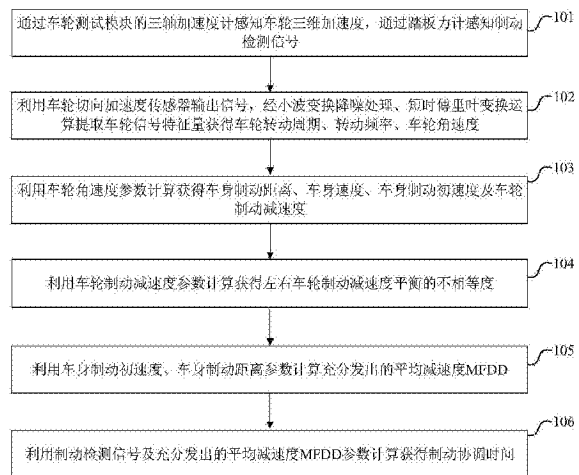 通过车轮测试模块的三轴加速度计感知车轮三维加速度，通过踏板力计感知制动
检测信号
101
利用车轮切向加速度传感器输出信号，经小波变换降噪处理、短时傅里叶变换运
算提取车轮信号特征量获得车轮转动周期、转动频率、车轮角速度
102
利用车轮角速度参数计算获得车身制动距离、车身速度、车身制动初速度及车轮
制动减速度
103
利用车轮制动减速度参数计算获得左右车轮制动减速度平衡的不相等度
104
利用车身制动初速度、车身制动距离参数计算充分发出的平均减速度MFDD
105
利用制动检测信号及充分发出的平均减速度MFDD参数计算获得制动协调时间
106